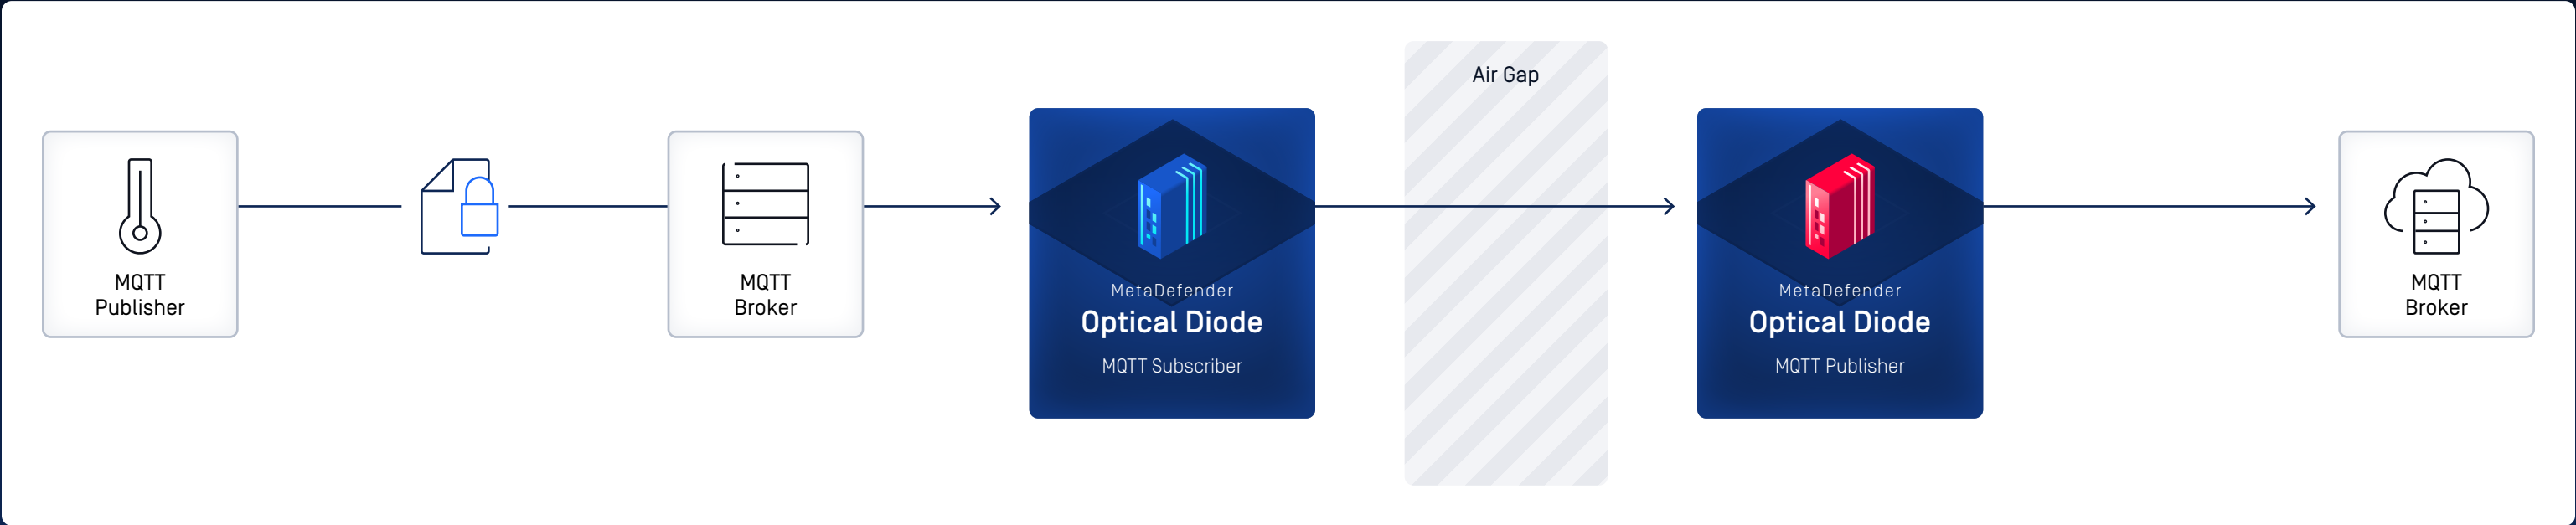 MQTT
Publisher
MQTT
Broker
MetaDefender
Optical Diode
MQTT Subscriber
Air Gap
MetaDefender
Optical Diode
MQTT Publisher
MQTT
Broker